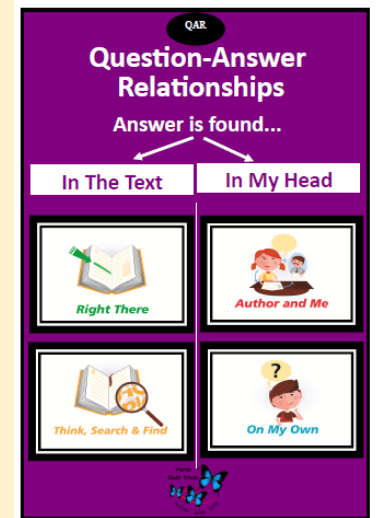 QAR
Question-Answer
Relationships
Answer is found...
In The Text
In My Head
Right There
Author and Me
?
Think, Search & Find
On My Own